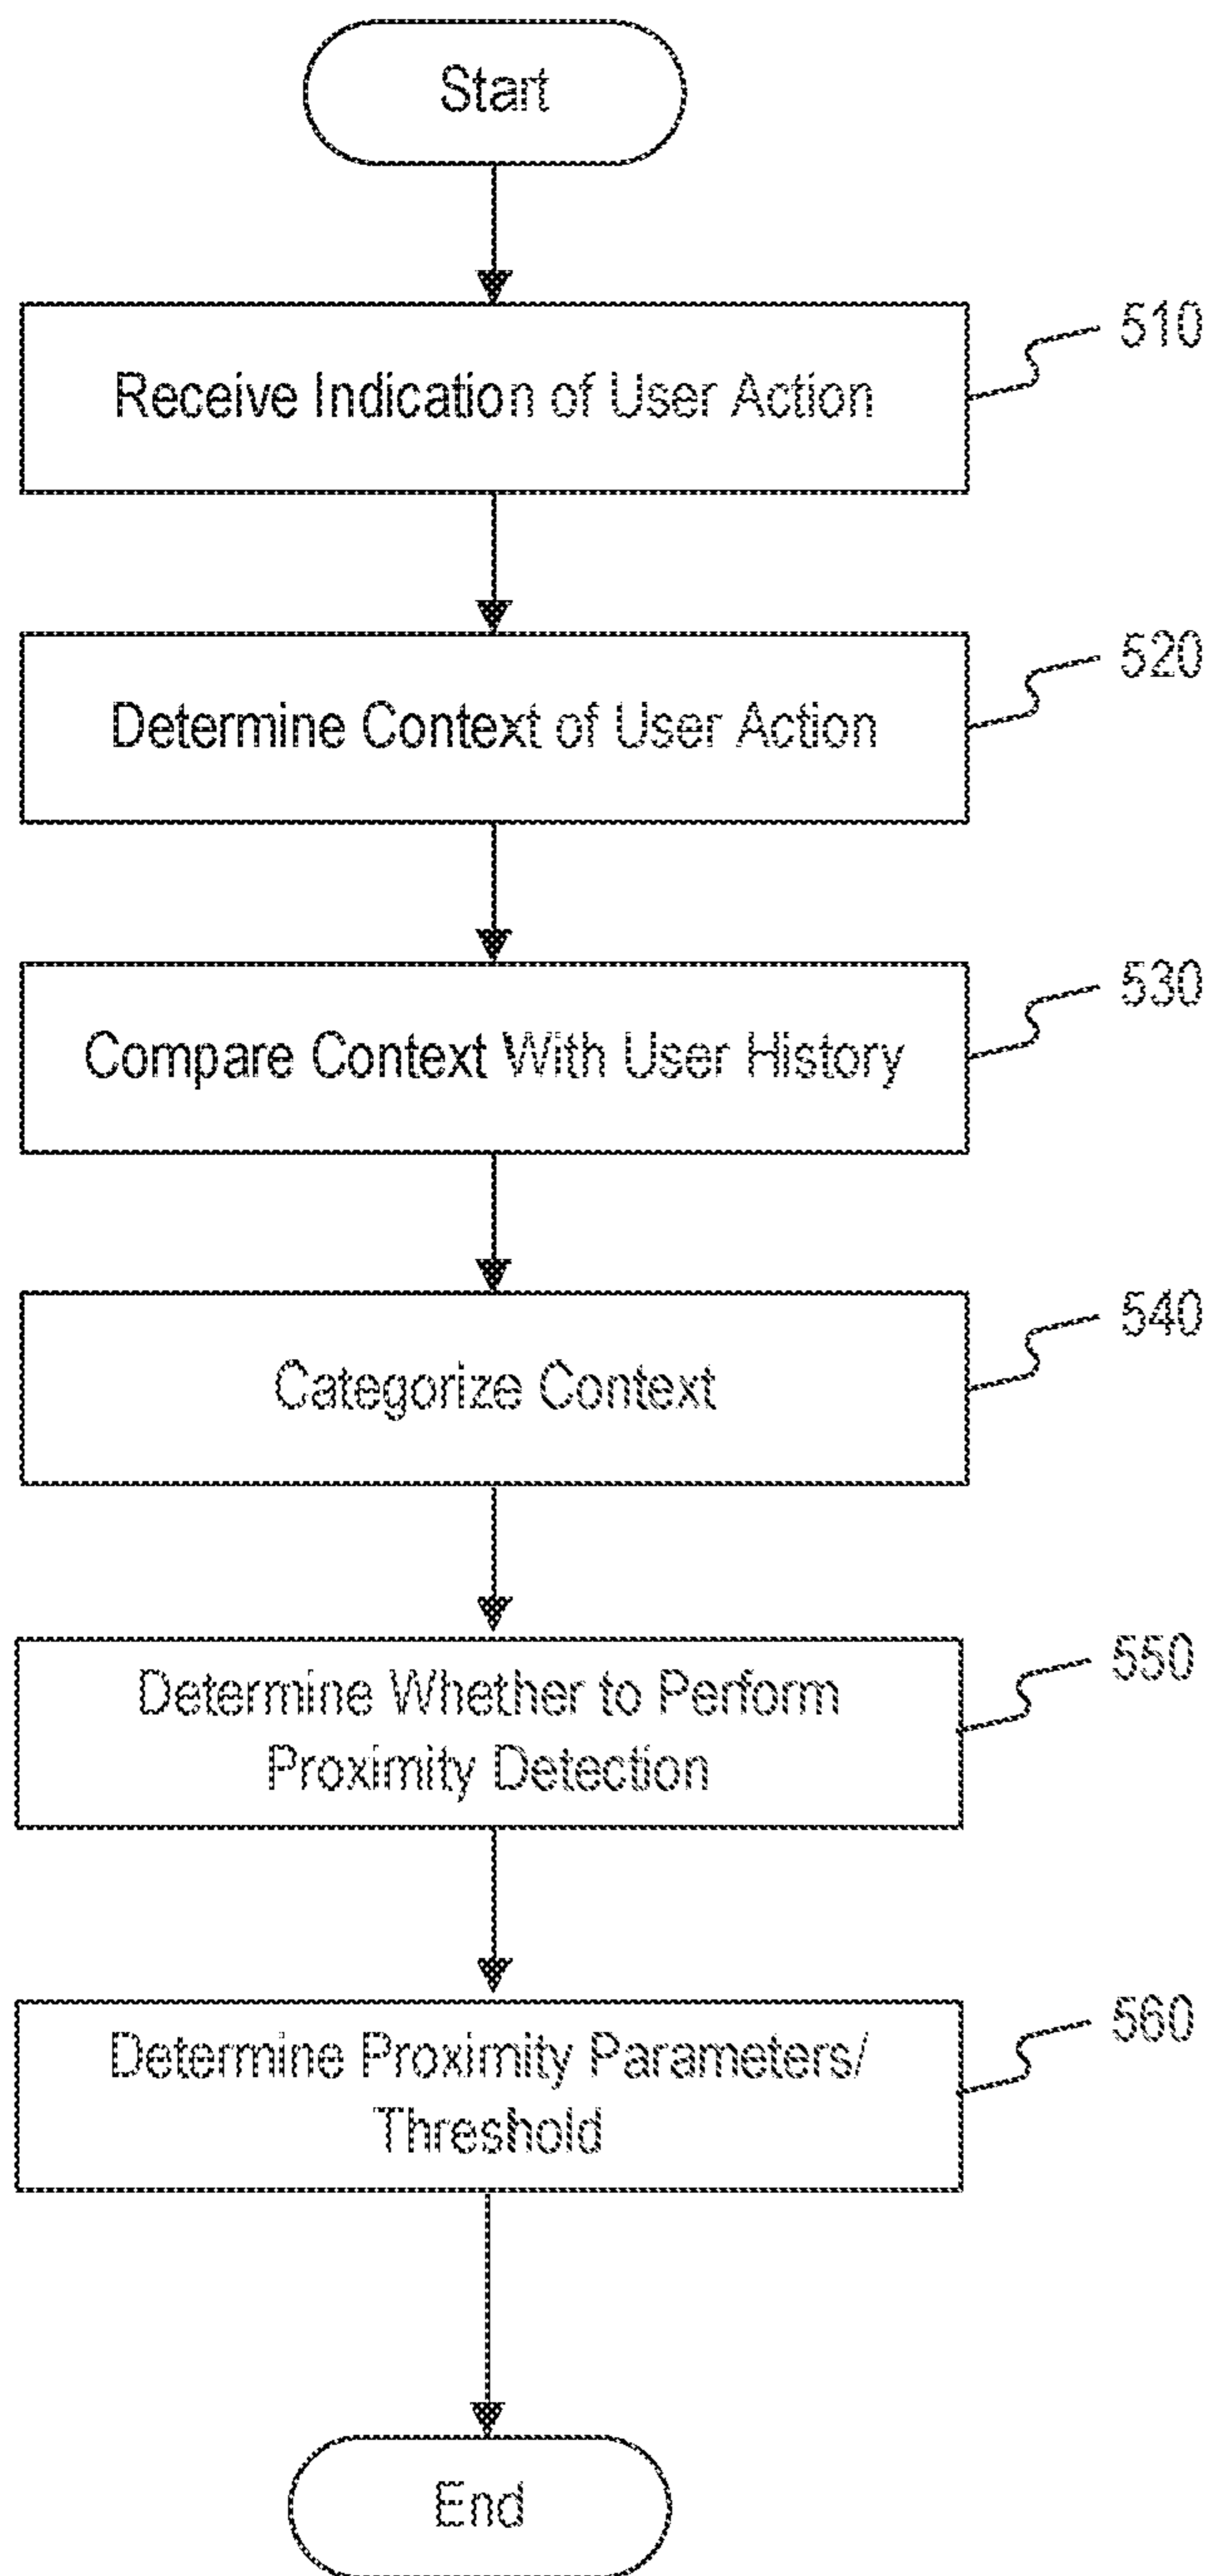 Start
510
Receive Indication of User Action
520
Determine Context of User Action
530
Compare Context With User History
540
Categorize Context
550
Determine Whether to Perform
Proximity Detection
560
Determine Proximity Parameters/
Threshold
End